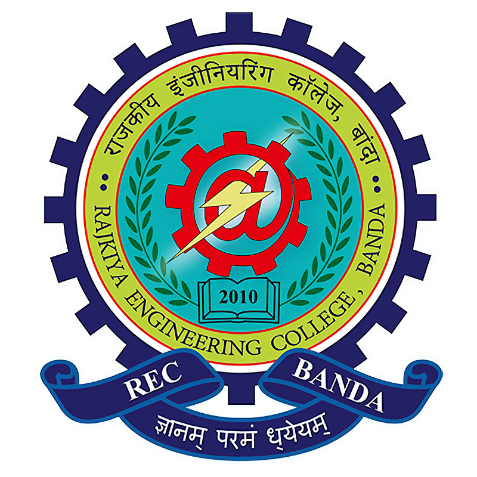 राजकीय इंजीनियरिंग कॉलेज, बांदा
RAJKIYA ENGINEERING COLLEGE, BANDA
@
2010
REC BANDA
ज्ञानम् परमं ध्येयम्